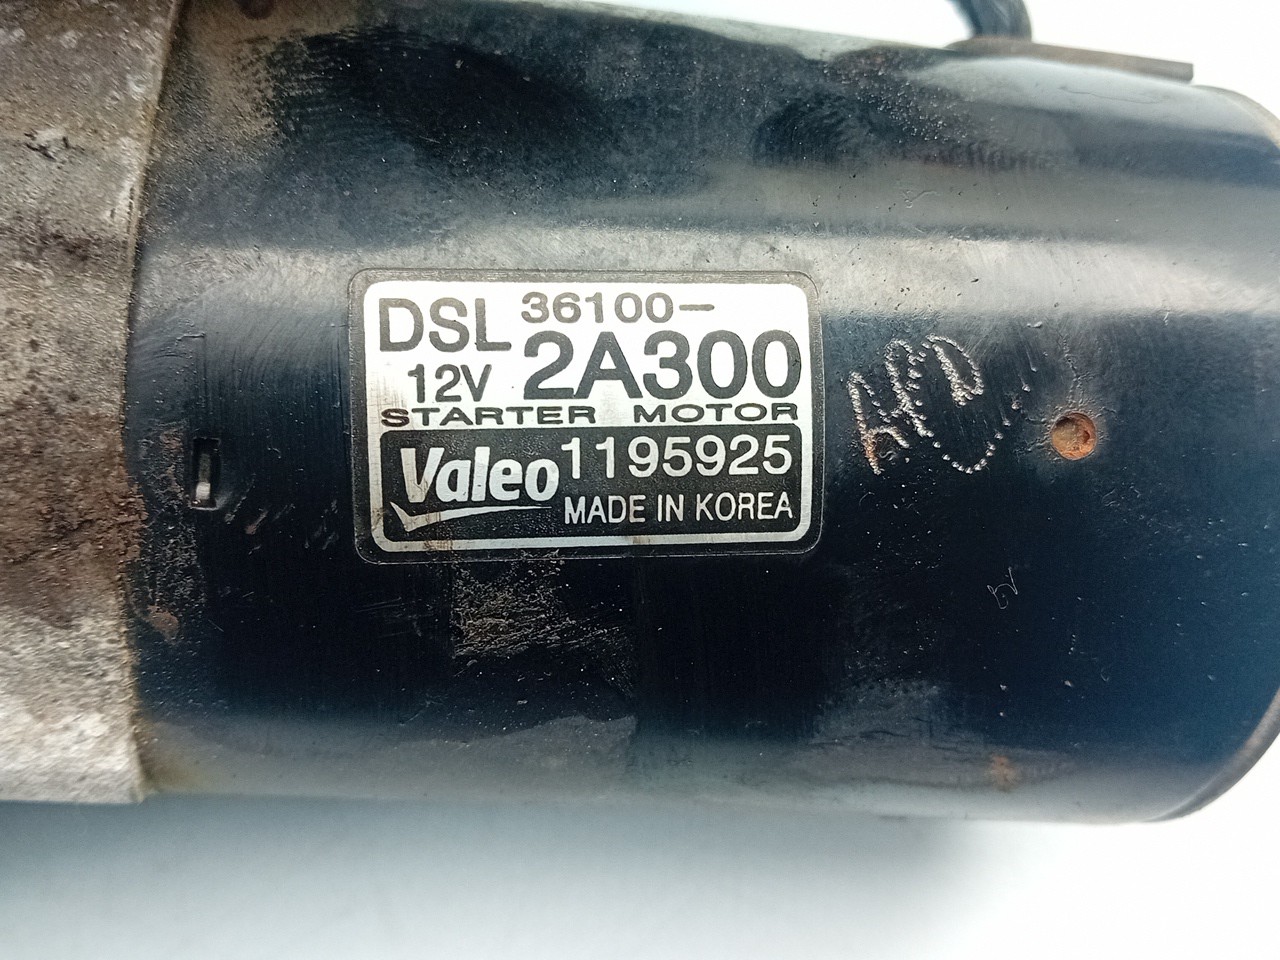 DSL 36100-
12V 2A300
STARTER MOTOR
Valeo 1195925
MADE IN KOREA